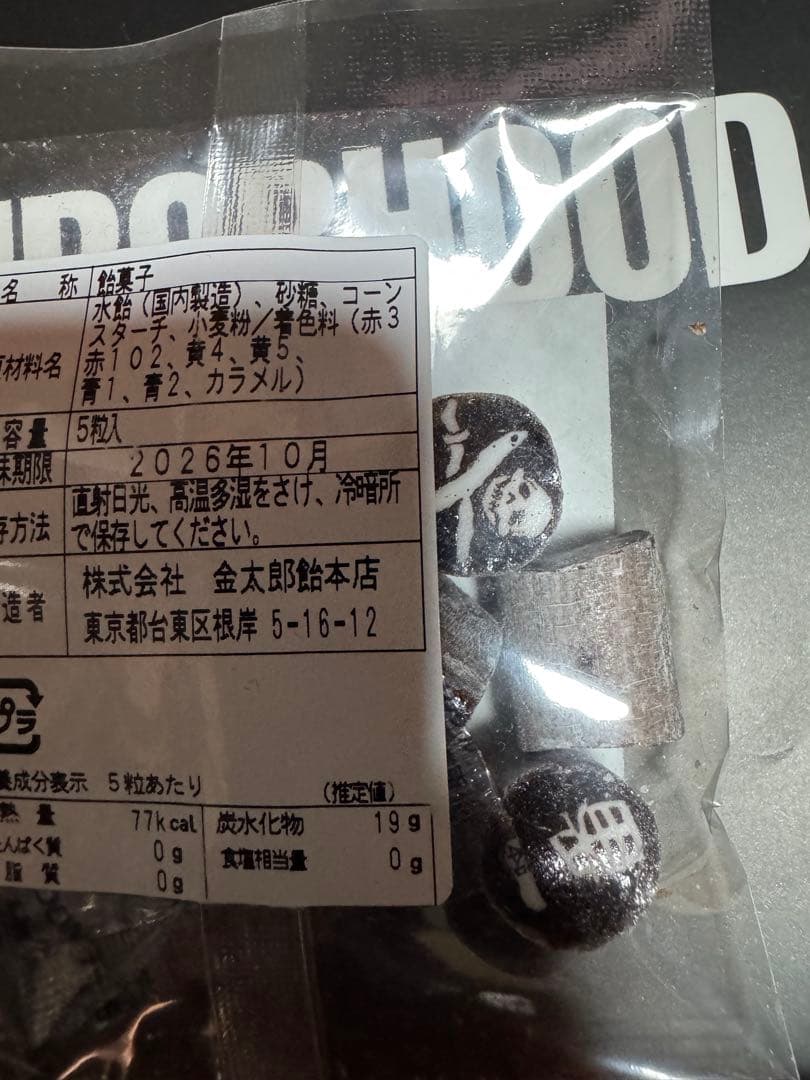 HOOD
名 称 飴菓子
水飴（国内製造）、砂糖、コーン
スターチ、小麦粉／着色料（赤3
材料名 赤102、黄4、黄5、
青1、青2、カラメル）
容量 5粒入
味期限 2026年10月
直射日光、高温多湿をさけ、冷暗所
存方法 で保存してください。
造者 株式会社 金太郎飴本店
東京都台東区根岸 5-16-12
プラ
養成分表示 5粒あたり (推定値)
熱 量 77kcal 炭水化物 19g
んぱく質 0g 食塩相当量 0g
脂 質 0g